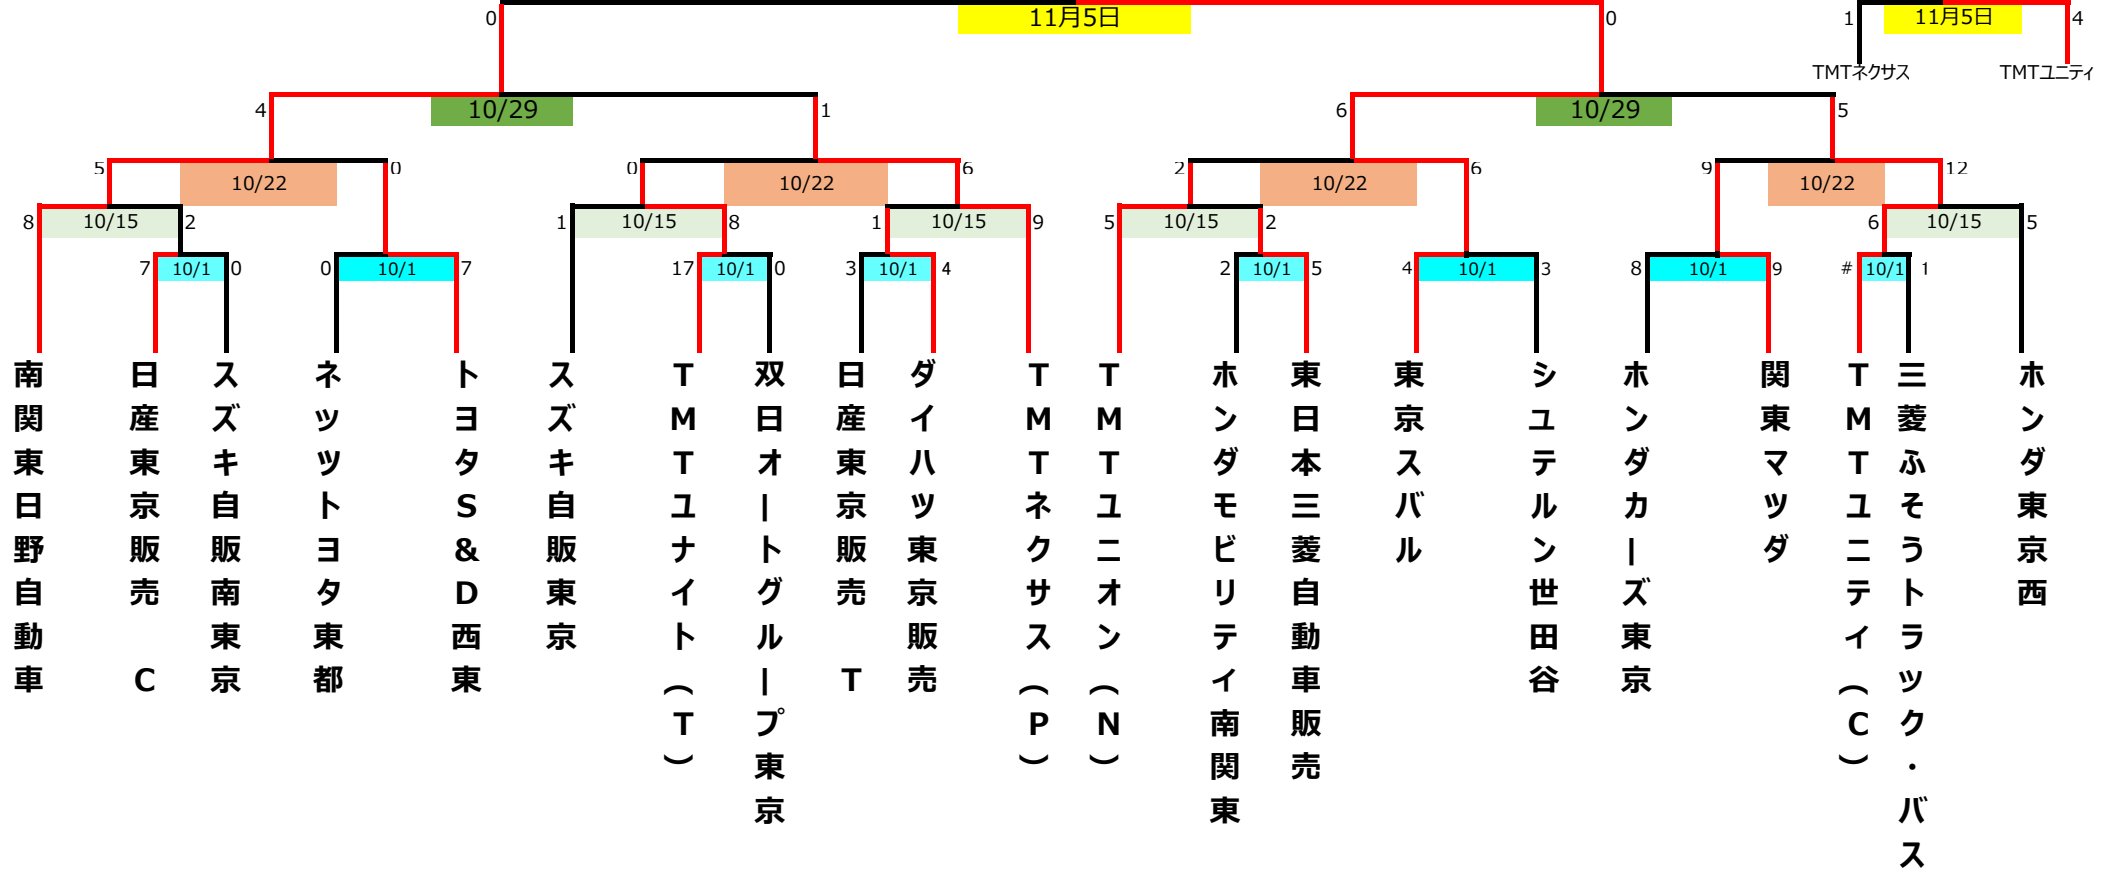 0 11月5日 0
1 11月5日 4
TMTネクサス TMTユニティ
4 10/29 1 6 10/29 5
5 10/22 0 0 10/22 6 2 10/22 6 9 10/22 12
8 10/15 2 1 10/15 8 1 10/15 9 5 10/15 2 6 10/15 5
7 10/1 0 0 10/1 7 17 10/1 0 3 10/1 4 2 10/1 5 4 10/1 3 8 10/1 9 # 10/1 1
南関東日野自動車
日産東京販売 C
スズキ自販南東京
ネッツトヨタ東都
トヨタS&D西東
スズキ自販東京
TMTユナイト(T)
双日オートグループ東京
日産東京販売 T
ダイハツ東京販売
TMTネクサス(P)
TMTユニオン(N)
ホンダモビリティ南関東
東日本三菱自動車販売
東京スバル
シュテルン世田谷
ホンダカーズ東京
関東マツダ
TMTユニティ(C)
三菱ふそうトラック・バス
ホンダ東京西